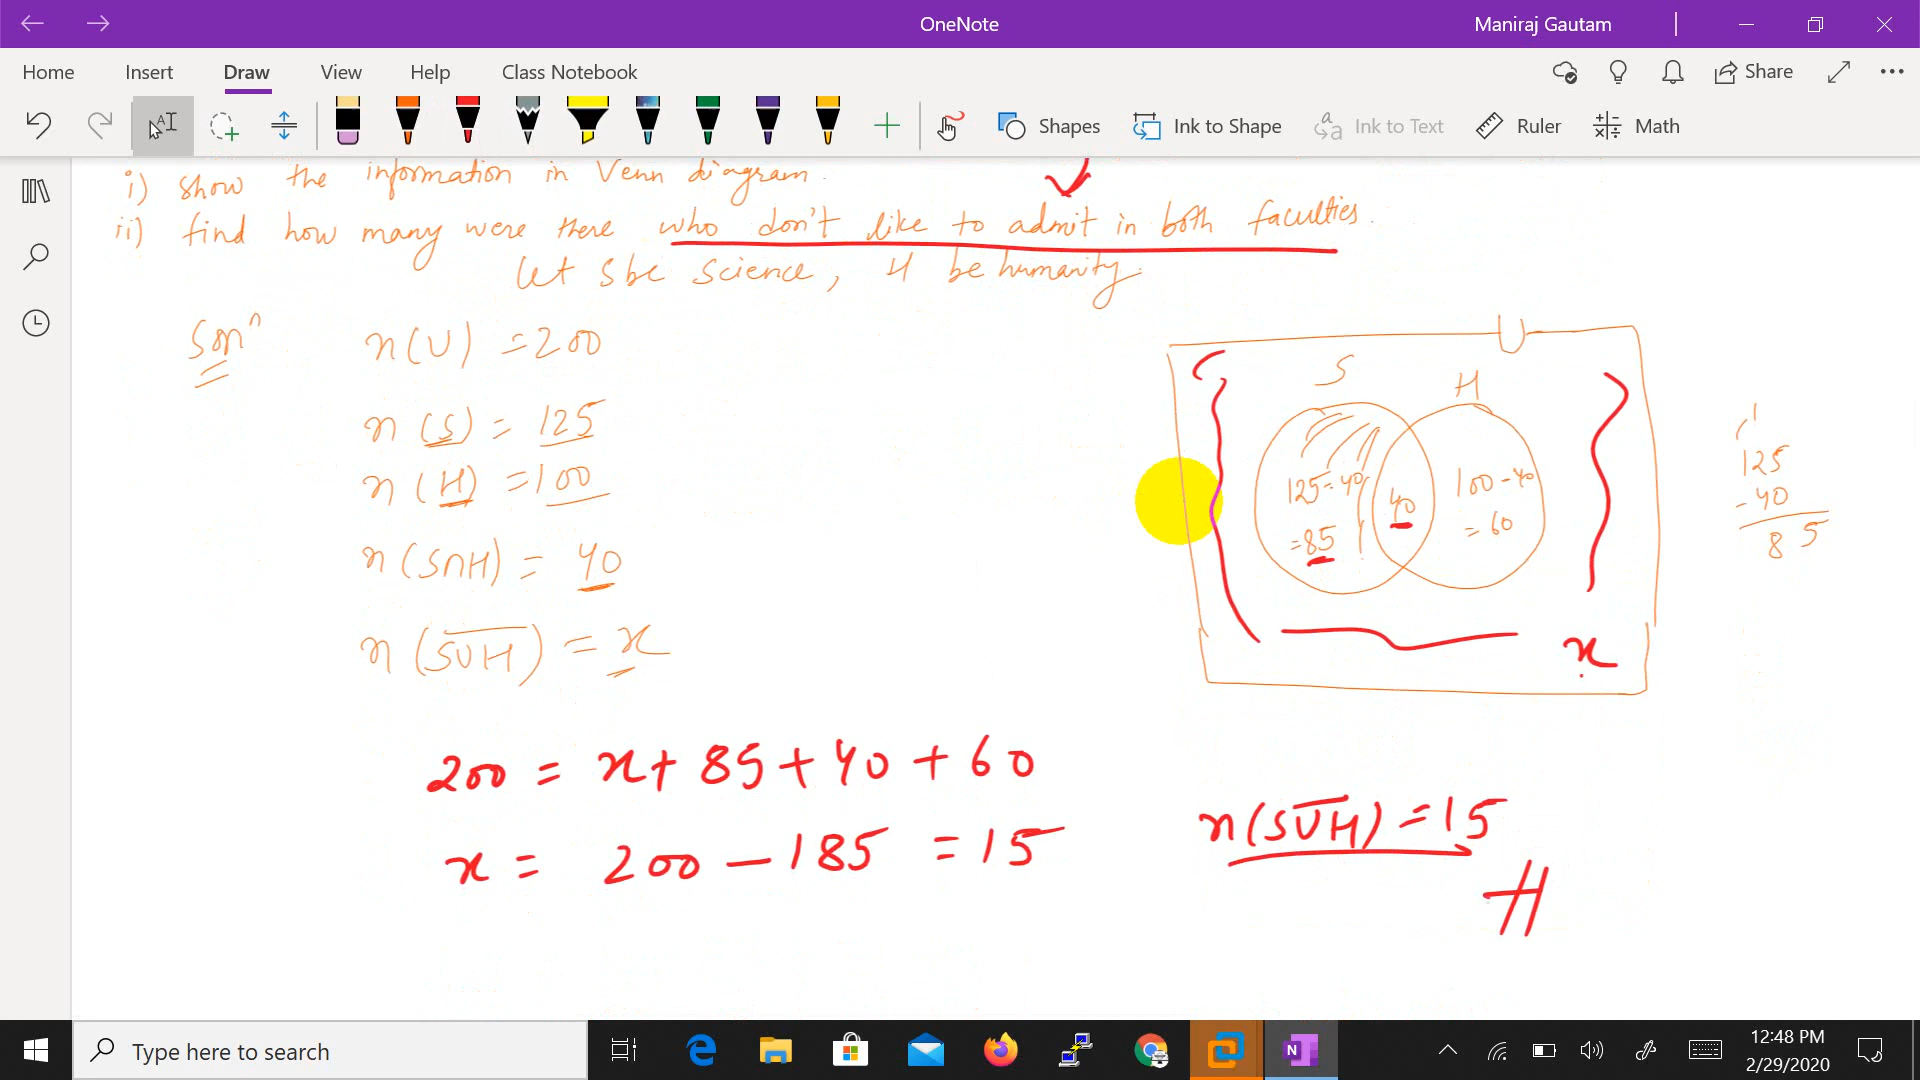 OneNote
Maniraj Gautam
Home Insert Draw View Help Class Notebook
Share
Shapes Ink to Shape Ink to Text Ruler Math
i) show the information in Venn diagram.
ii) find how many were there who don't like to admit in both faculties.
let S be science, H be humanity.
Solⁿ
n(U) = 200
n(S) = 125
n(H) = 100
n(S∩H) = 40
n(S̅U̅H̅) = x
U
S H
125-40
=85
40
100-40
=60
x
125
-40
85
200 = x + 85 + 40 + 60
x = 200 - 185 = 15
n(S̅U̅H̅) = 15
Type here to search
N
12:48 PM
2/29/2020